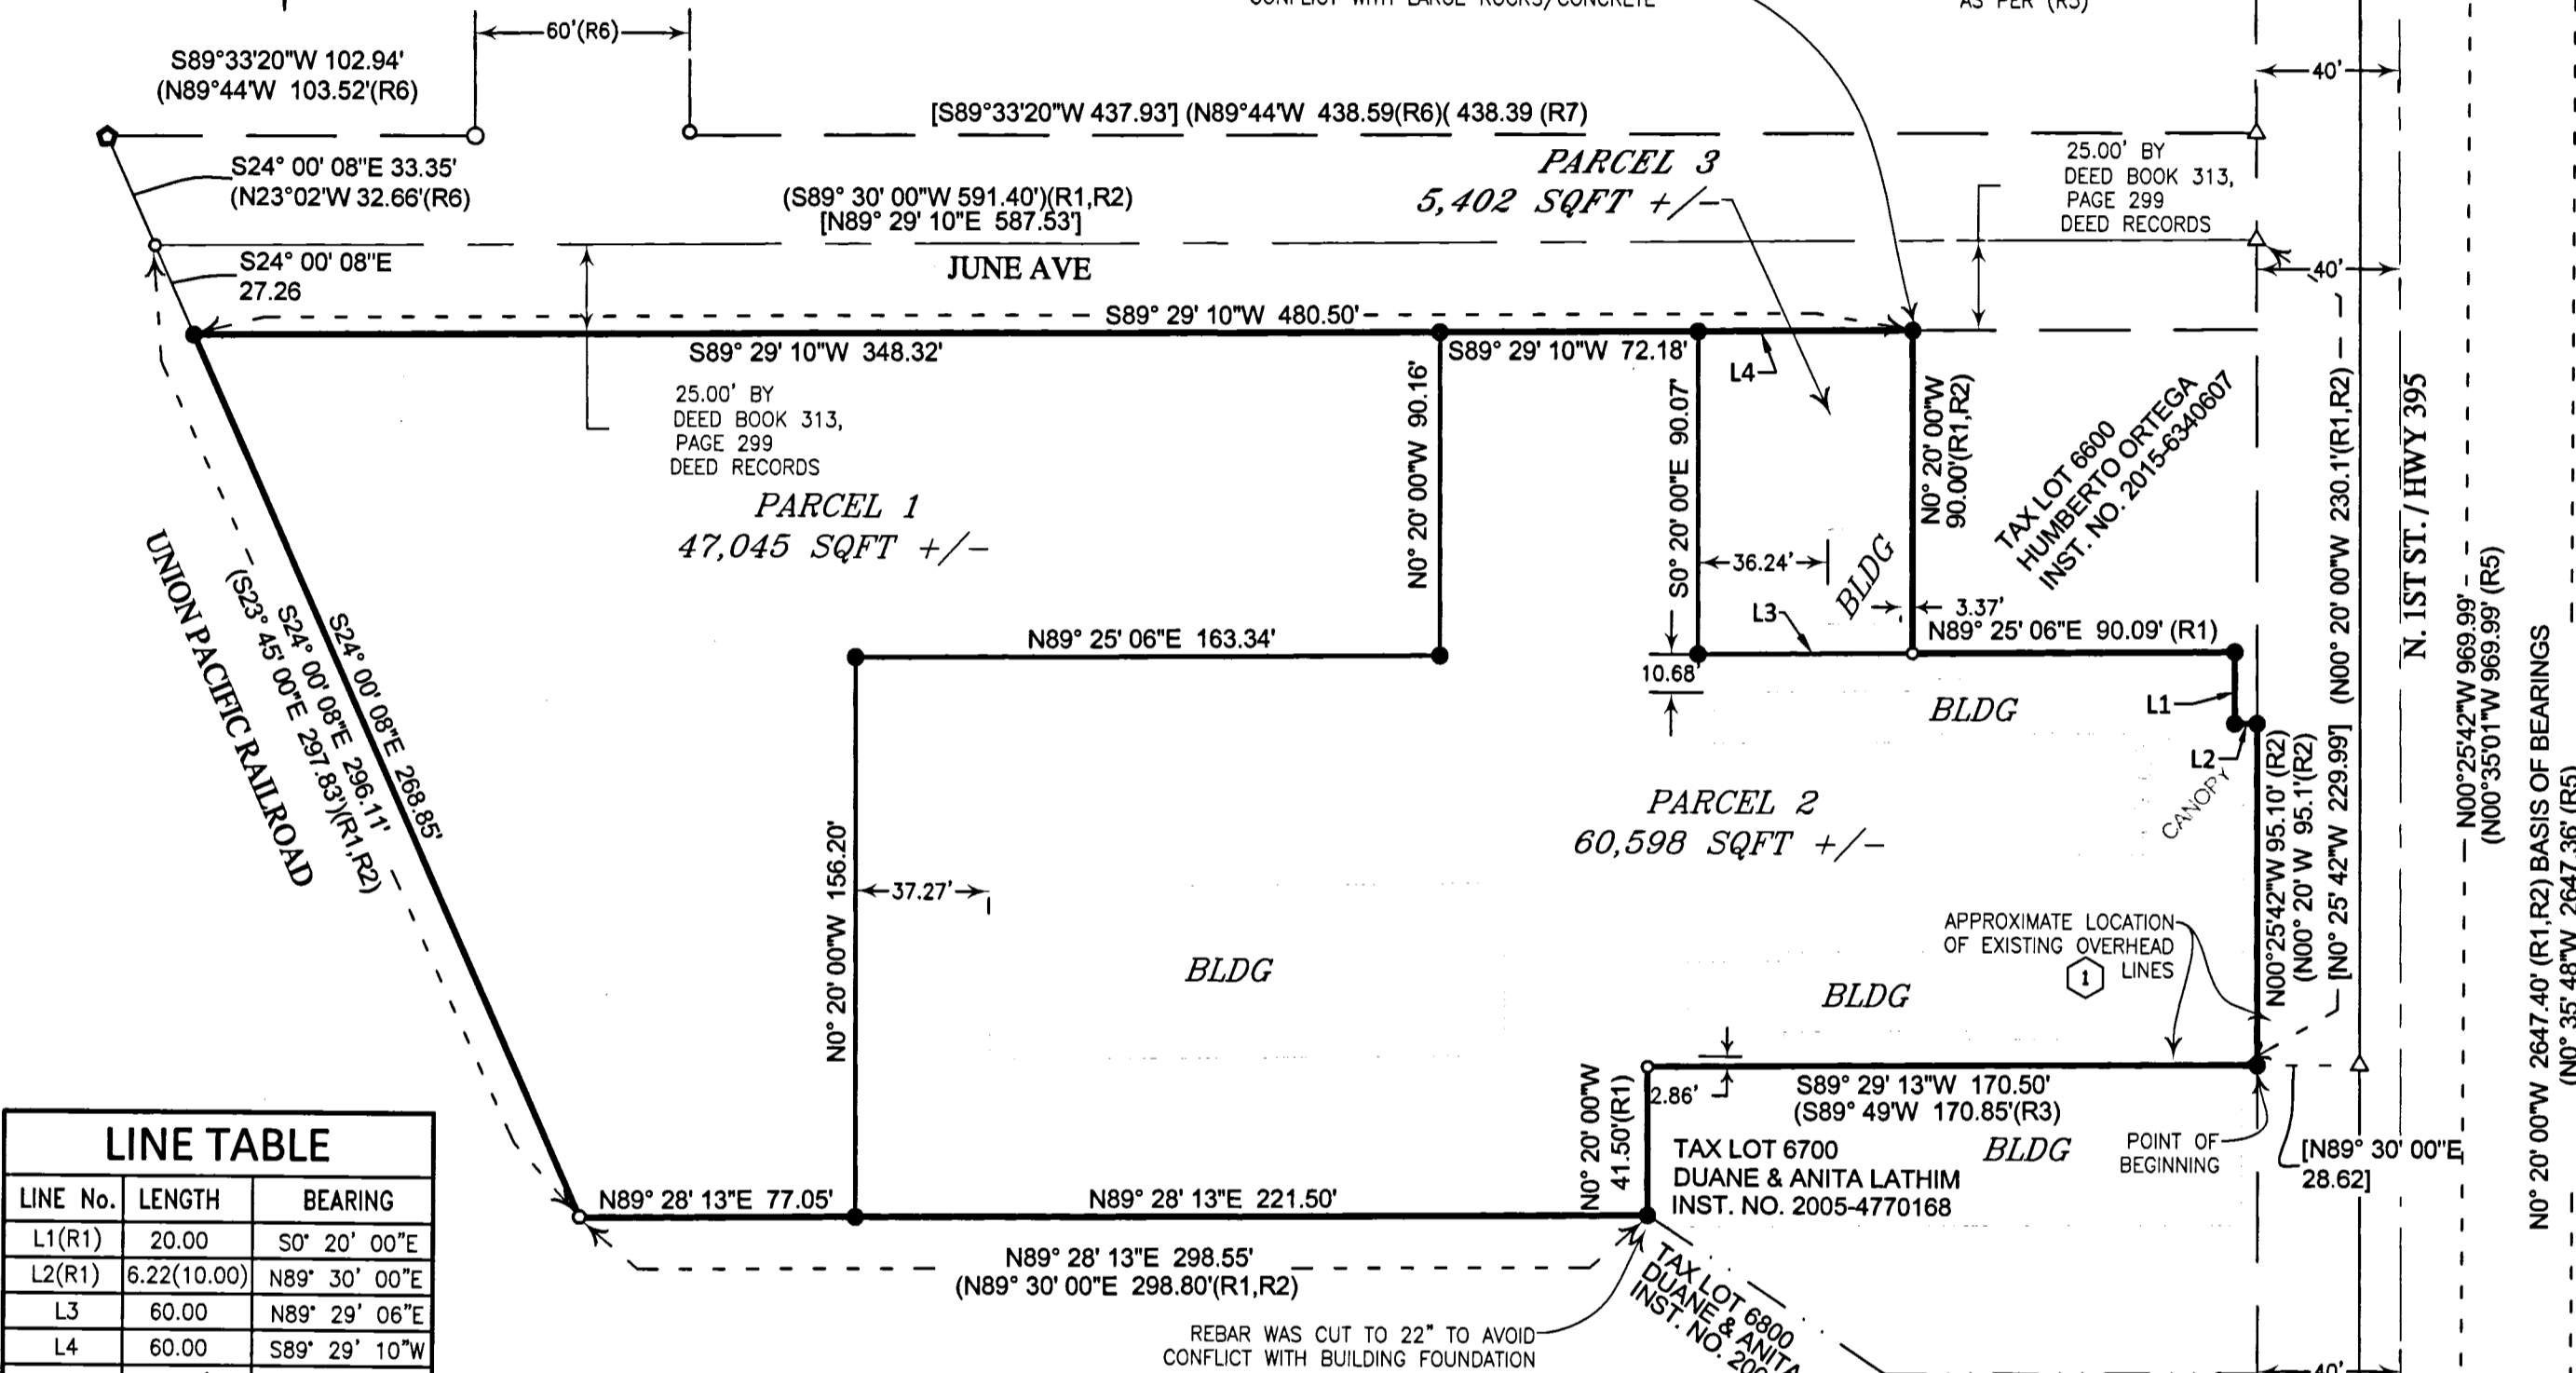 CONFLICT WITH LARGE ROCKS/CONCRETE
AS PER (R3)
60'(R6)
S89°33'20"W 102.94'
(N89°44'W 103.52'(R6)
40'
[S89°33'20"W 437.93'] (N89°44'W 438.59(R6)( 438.39 (R7)
S24° 00' 08"E 33.35'
(N23°02'W 32.66'(R6)
(S89° 30' 00"W 591.40')(R1,R2)
[N89° 29' 10"E 587.53']
PARCEL 3
5,402 SQFT +/-
25.00' BY
DEED BOOK 313,
PAGE 299
DEED RECORDS
S24° 00' 08"E
27.26
JUNE AVE
40'
S89° 29' 10"W 480.50'
S89° 29' 10"W 348.32'
S89° 29' 10"W 72.18'
L4
25.00' BY
DEED BOOK 313,
PAGE 299
DEED RECORDS
PARCEL 1
47,045 SQFT +/-
N0° 20' 00"W 90.16'
S0° 20' 00"E 90.07'
N0° 20' 00"W
90.00'(R1,R2)
TAX LOT 6600
HUMBERTO ORTEGA
INST. NO. 2015-6340607
(N00° 20' 00"W 230.1'(R1,R2)
[N0° 25' 42"W 229.99']
N. 1ST ST. / HWY 395
N00°25'42"W 969.99'
(N00°35'01"W 969.99' (R5)
N0° 20' 00"W 2647.40' (R1,R2) BASIS OF BEARINGS
(N0° 35' 48"W 2647.36' (R5)
36.24'
BLDG
L3
3.37'
N89° 25' 06"E 90.09' (R1)
N89° 25' 06"E 163.34'
10.68'
BLDG
L1
L2
CANOPY
UNION PACIFIC RAILROAD
(S23° 45' 00"E 297.83')(R1,R2)
S24° 00' 08"E 296.11'
S24° 00' 08"E 268.85'
PARCEL 2
60,598 SQFT +/-
N00°25'42"W 95.10' (R2)
(N00° 20' W 95.1'(R2)
N0° 20' 00"W 156.20'
37.27'
BLDG
APPROXIMATE LOCATION
OF EXISTING OVERHEAD
1 LINES
BLDG
N0° 20' 00"W
41.50'(R1)
2.86'
S89° 29' 13"W 170.50'
(S89° 49'W 170.85'(R3)
BLDG
POINT OF
BEGINNING
[N89° 30' 00"E
28.62]
TAX LOT 6700
DUANE & ANITA LATHIM
INST. NO. 2005-4770168
N89° 28' 13"E 77.05'
N89° 28' 13"E 221.50'
N89° 28' 13"E 298.55'
(N89° 30' 00"E 298.80'(R1,R2)
TAX LOT 6800
DUANE & ANITA
INST. NO. 200
REBAR WAS CUT TO 22" TO AVOID
CONFLICT WITH BUILDING FOUNDATION
40'
LINE TABLE
LINE No. LENGTH BEARING
L1(R1) 20.00 S0° 20' 00"E
L2(R1) 6.22(10.00) N89° 30' 00"E
L3 60.00 N89° 29' 06"E
L4 60.00 S89° 29' 10"W